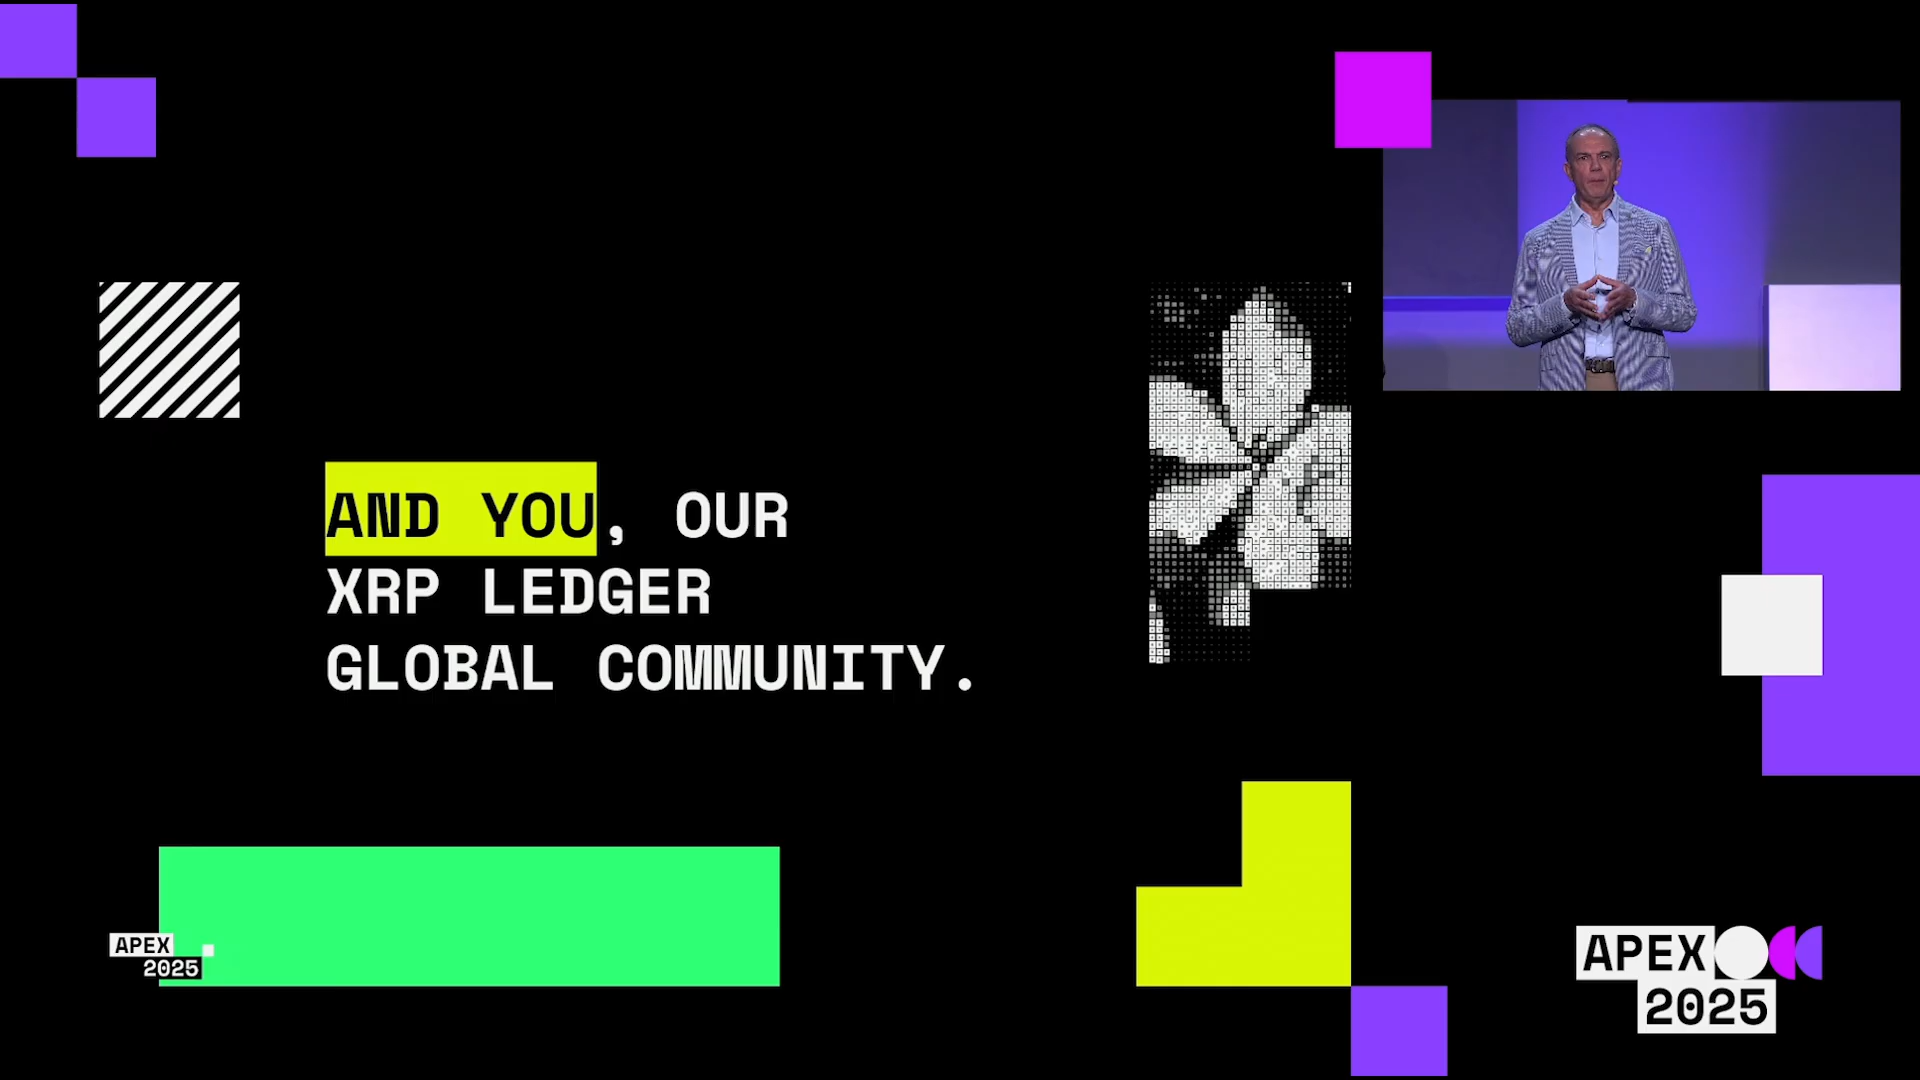 AND YOU, OUR
XRP LEDGER
GLOBAL COMMUNITY.
APEX
2025
APEX
2025